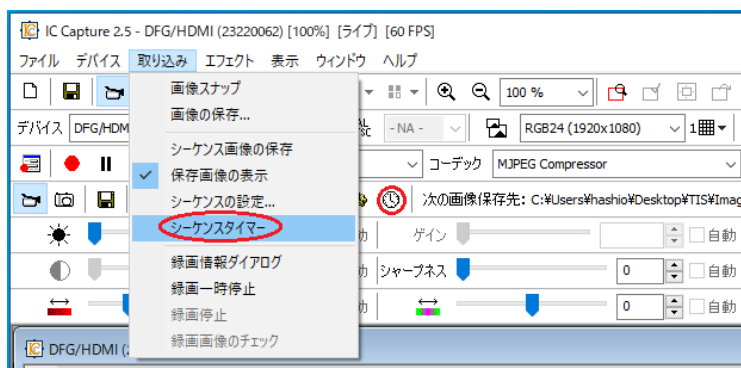 IC Capture 2.5 - DFG/HDMI (23220062) [100%]  [ライブ]  [60 FPS]
ファイル デバイス 取り込み エフェクト 表示 ウィンドウ ヘルプ
画像スナップ
画像の保存...
シーケンス画像の保存
保存画像の表示
シーケンスの設定...
シーケンスタイマー
録画情報ダイアログ
録画一時停止
録画停止
録画画像のチェック
100 %
デバイス DFG/HDM
- NA - RGB24 (1920x1080) 1
コーデック MJPEG Compressor
次の画像保存先: C:¥Users¥hashio¥Desktop¥TIS¥Imag
ゲイン 自動
シャープネス 0 自動
0 自動
DFG/HDMI (2